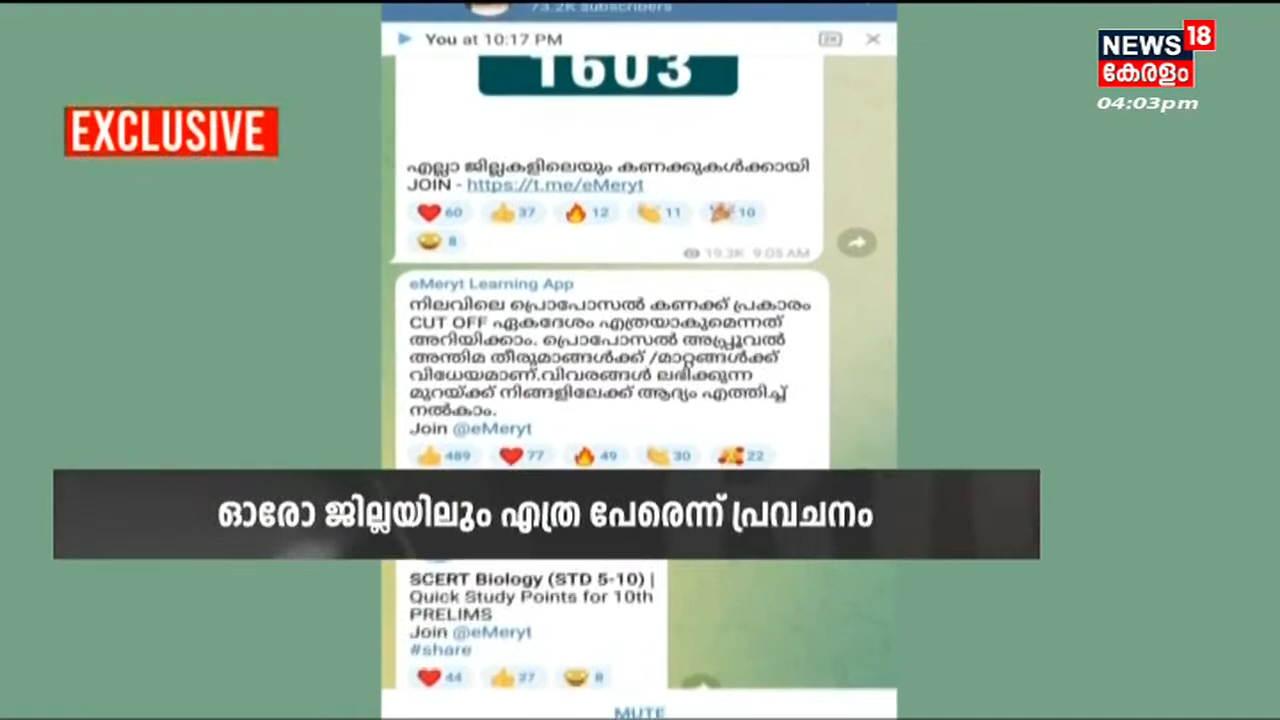 73.2K subscribers
You at 10:17 PM
2X
NEWS 18
കേരളം
04:03pm
1603
EXCLUSIVE
എല്ലാ ജില്ലകളിലെയും കണക്കുകൾക്കായി
JOIN - https://t.me/eMeryt
60 37 12 11 10
8
19.3K 9:05 AM
eMeryt Learning App
നിലവിലെ പ്രൊപോസൽ കണക്ക് പ്രകാരം
CUT OFF ഏകദേശം എത്രയാകുമെന്നത്
അറിയിക്കാം. പ്രൊപോസൽ അപ്പ്രൂവൽ
അന്തിമ തീരുമാങ്ങൾക്ക് /മാറ്റങ്ങൾക്ക്
വിധേയമാണ്.വിവരങ്ങൾ ലഭിക്കുന്ന
മുറയ്ക്ക് നിങ്ങളിലേക്ക് ആദ്യം എത്തിച്ച്
നൽകാം.
Join @eMeryt
489 77 49 30 22
ഓരോ ജില്ലയിലും എത്ര പേരെന്ന് പ്രവചനം
SCERT Biology (STD 5-10) |
Quick Study Points for 10th
PRELIMS
Join @eMeryt
#share
44 27 8
MUTE